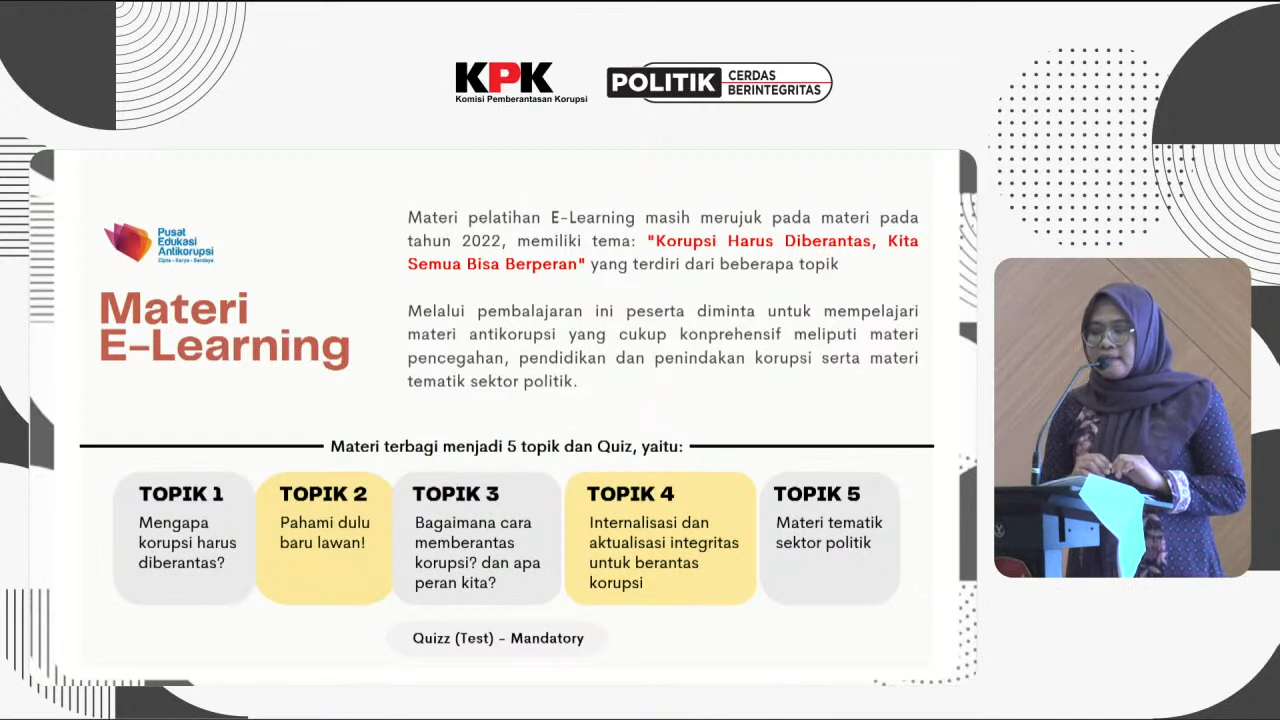 KPK
Komisi Pemberantasan Korupsi
POLITIK
CERDAS
BERINTEGRITAS
Pusat
Edukasi
Antikorupsi
Cipta - Karya - Berdaya
Materi
E-Learning
Materi pelatihan E-Learning masih merujuk pada materi pada
tahun 2022, memiliki tema: "Korupsi Harus Diberantas, Kita
Semua Bisa Berperan" yang terdiri dari beberapa topik
Melalui pembalajaran ini peserta diminta untuk mempelajari
materi antikorupsi yang cukup konprehensif meliputi materi
pencegahan, pendidikan dan penindakan korupsi serta materi
tematik sektor politik.
Materi terbagi menjadi 5 topik dan Quiz, yaitu:
TOPIK 1
Mengapa
korupsi harus
diberantas?
TOPIK 2
Pahami dulu
baru lawan!
TOPIK 3
Bagaimana cara
memberantas
korupsi? dan apa
peran kita?
TOPIK 4
Internalisasi dan
aktualisasi integritas
untuk berantas
korupsi
TOPIK 5
Materi tematik
sektor politik
Quizz (Test) - Mandatory